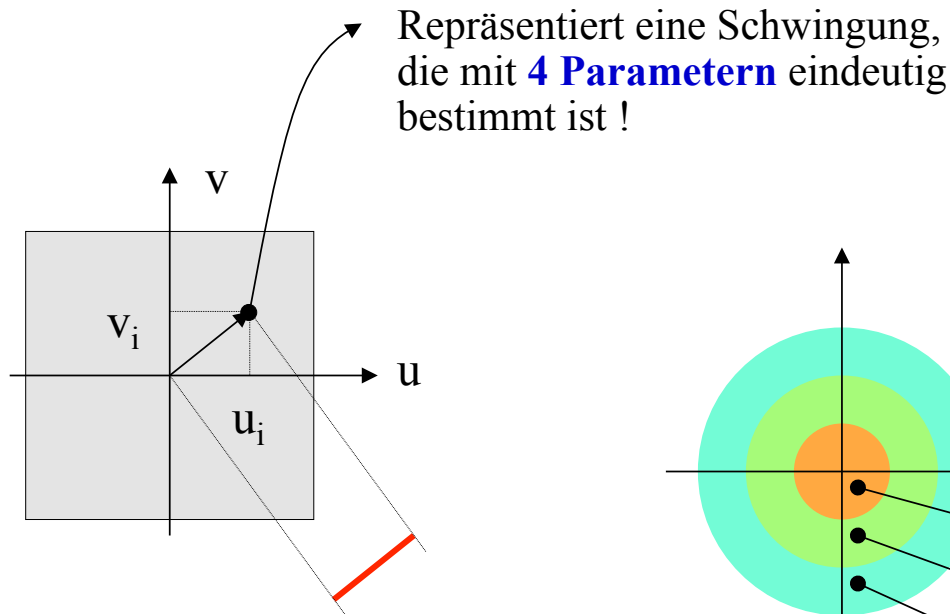 Repräsentiert eine Schwingung,
die mit 4 Parametern eindeutig
bestimmt ist !
v
v_i
u
u_i